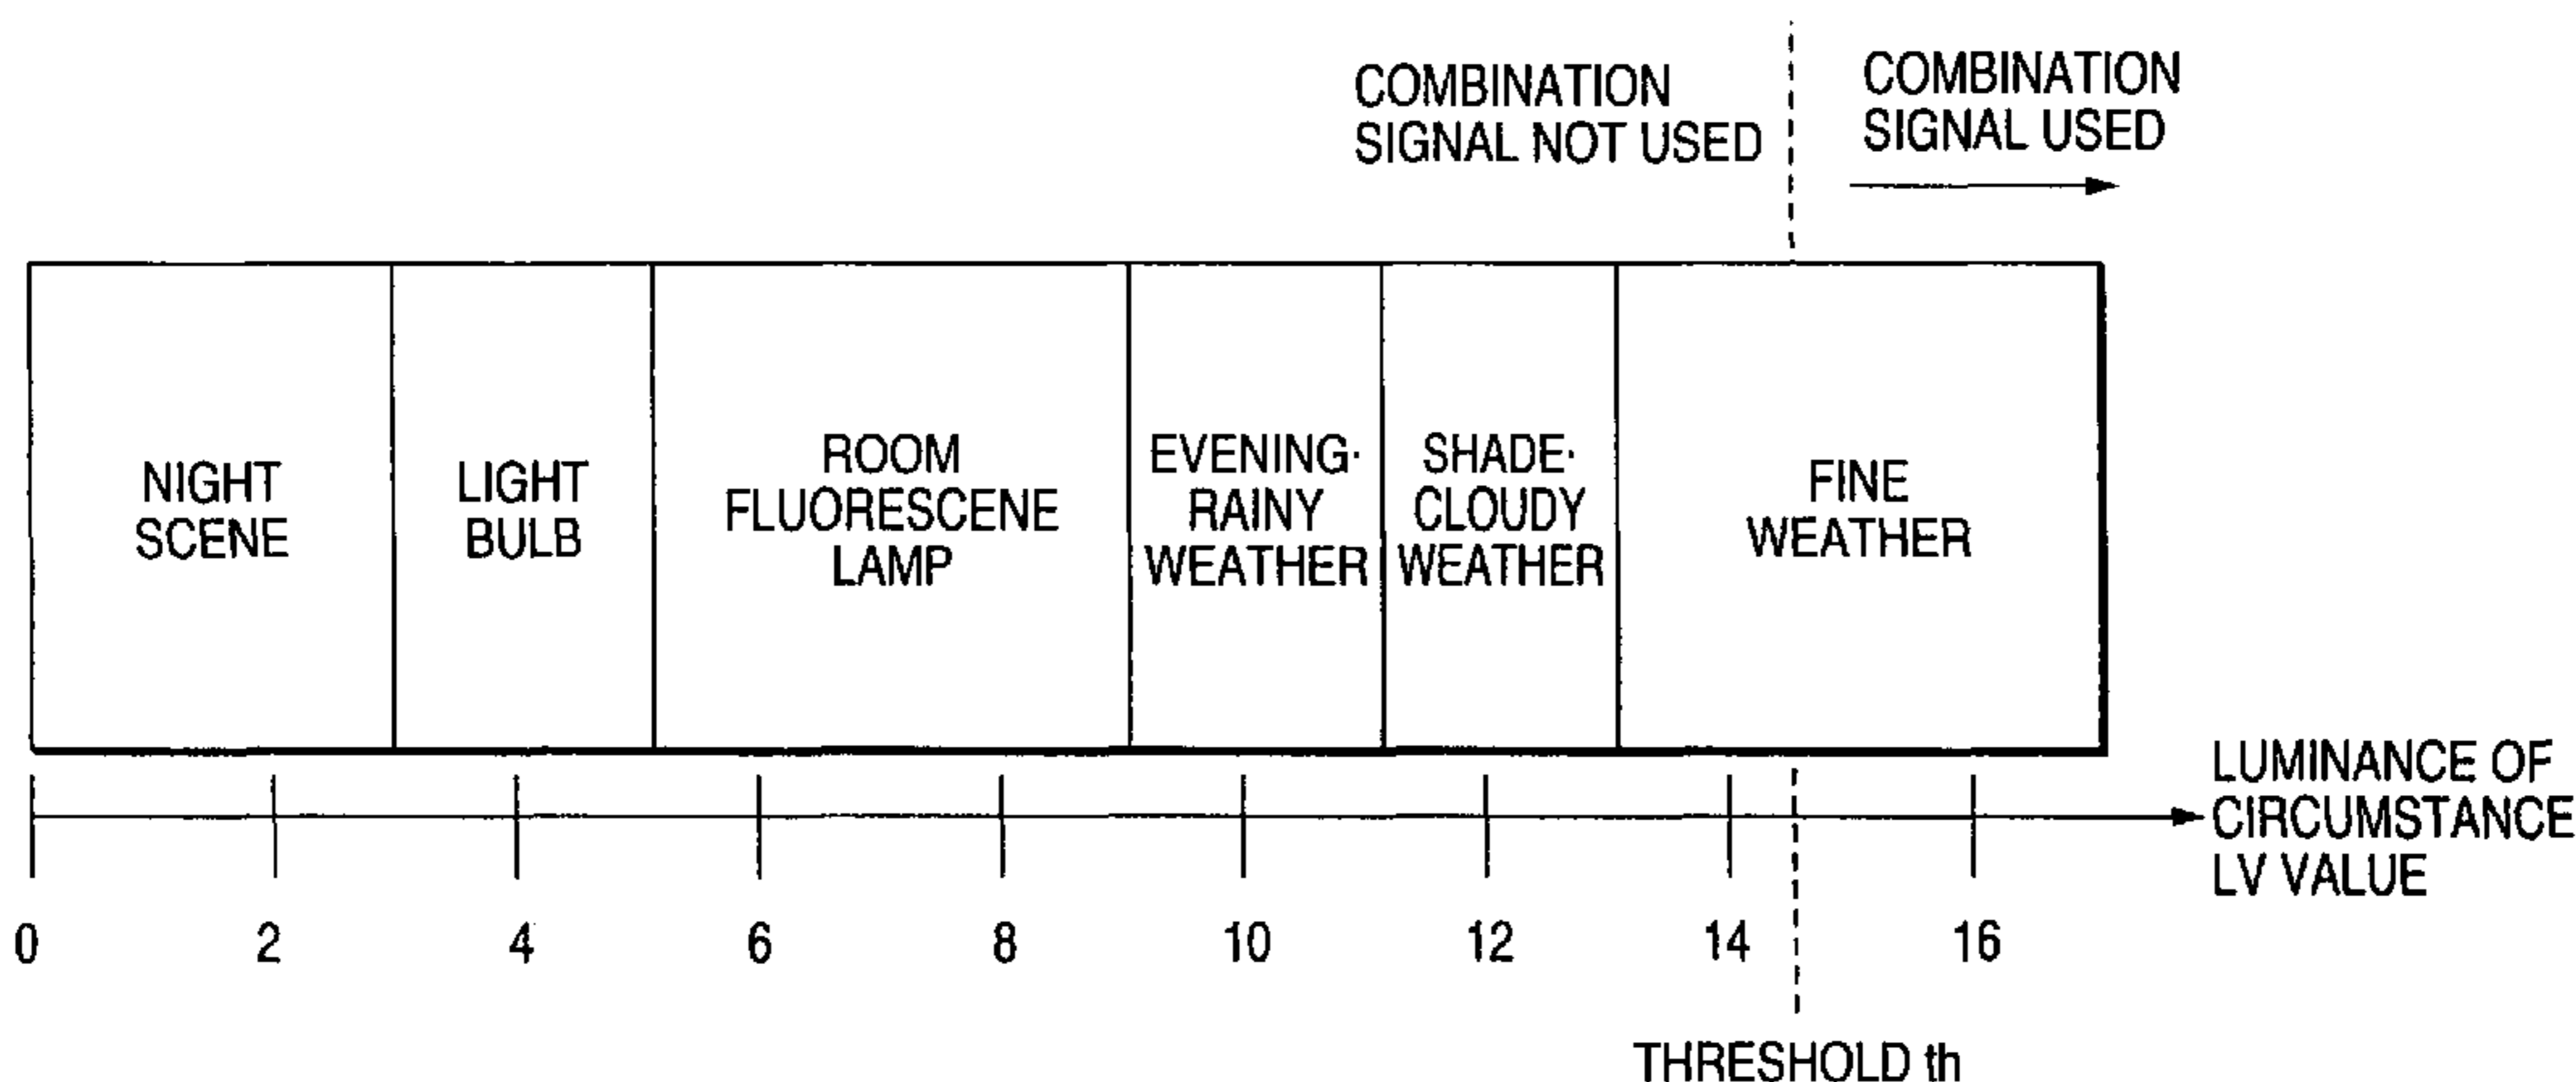 COMBINATION
SIGNAL NOT USED
COMBINATION
SIGNAL USED
NIGHT
SCENE
LIGHT
BULB
ROOM
FLUORESCENE
LAMP
EVENING·
RAINY
WEATHER
SHADE·
CLOUDY
WEATHER
FINE
WEATHER
LUMINANCE OF
CIRCUMSTANCE
LV VALUE
0 2 4 6 8 10 12 14 16
THRESHOLD th